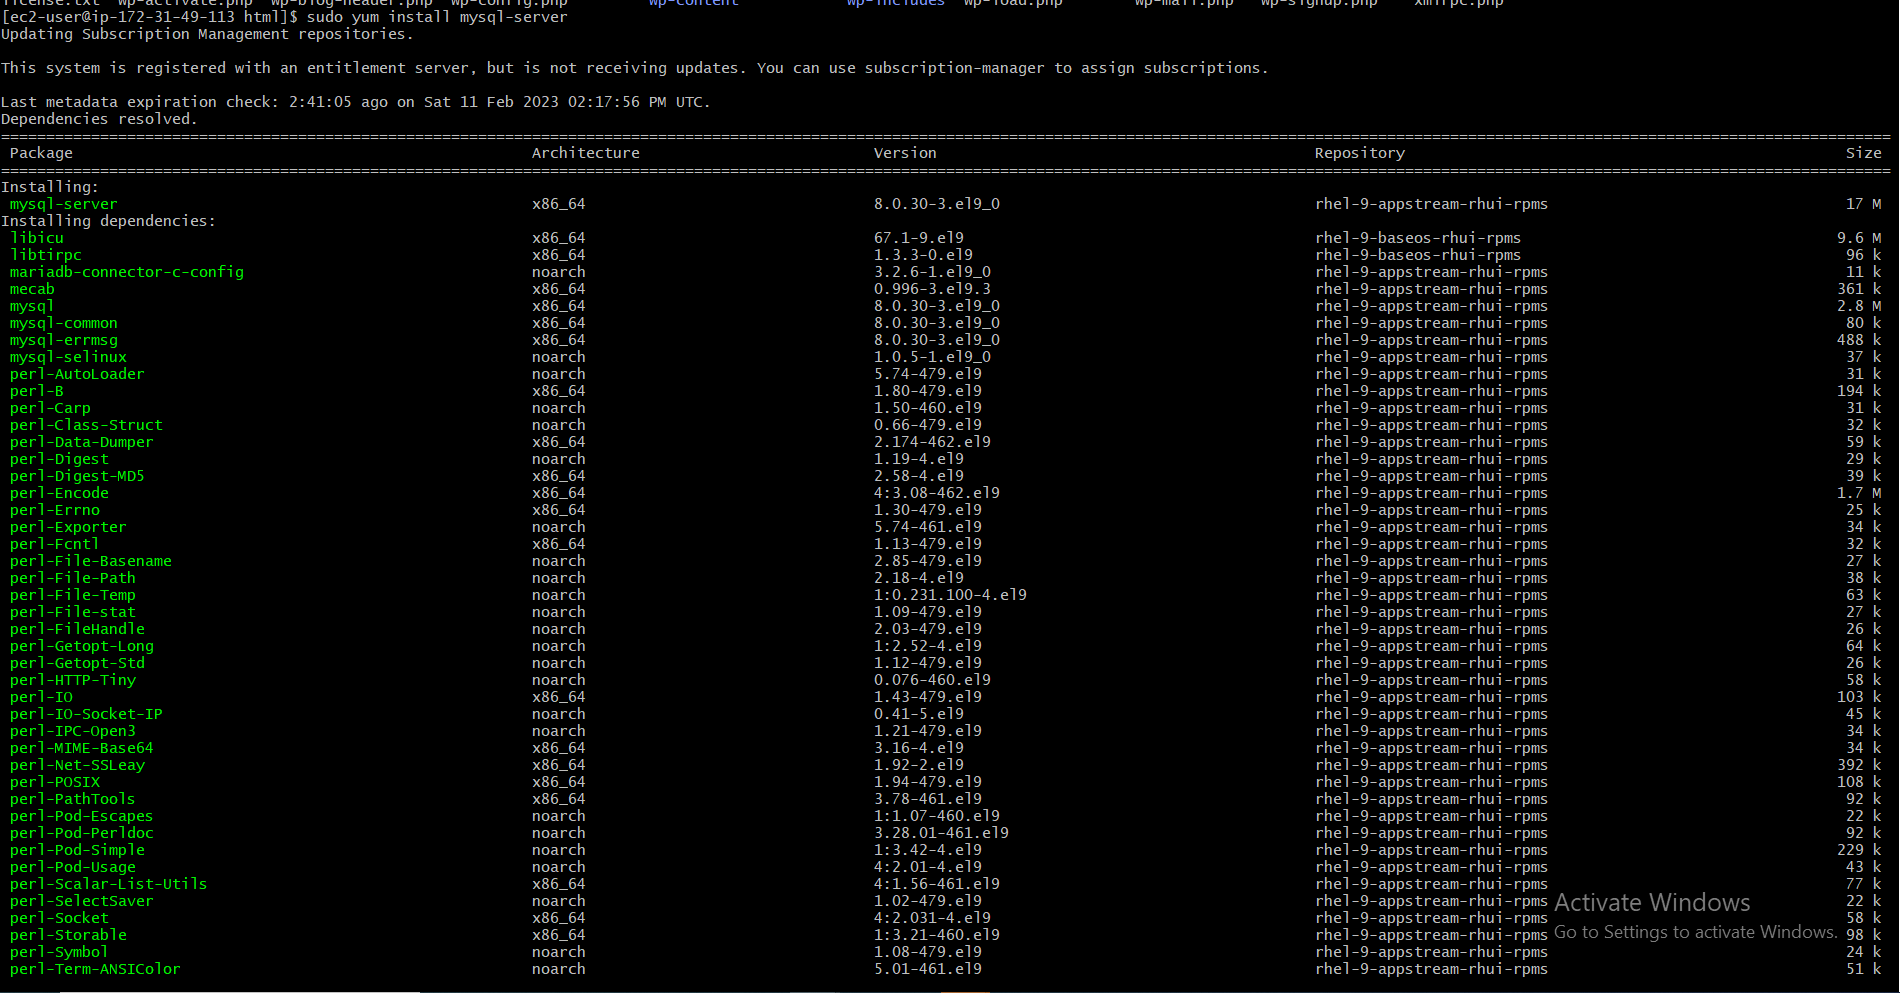 license.txt wp-activate.php wp-blog-header.php wp-config.php wp-content wp-includes wp-load.php wp-mail.php wp-signup.php xmlrpc.php
[ec2-user@ip-172-31-49-113 html]$ sudo yum install mysql-server
Updating Subscription Management repositories.
This system is registered with an entitlement server, but is not receiving updates. You can use subscription-manager to assign subscriptions.
Last metadata expiration check: 2:41:05 ago on Sat 11 Feb 2023 02:17:56 PM UTC.
Dependencies resolved.
Package Architecture Version Repository Size
Installing:
mysql-server x86_64 8.0.30-3.el9_0 rhel-9-appstream-rhui-rpms 17 M
Installing dependencies:
libicu x86_64 67.1-9.el9 rhel-9-baseos-rhui-rpms 9.6 M
libtirpc x86_64 1.3.3-0.el9 rhel-9-baseos-rhui-rpms 96 k
mariadb-connector-c-config noarch 3.2.6-1.el9_0 rhel-9-appstream-rhui-rpms 11 k
mecab x86_64 0.996-3.el9.3 rhel-9-appstream-rhui-rpms 361 k
mysql x86_64 8.0.30-3.el9_0 rhel-9-appstream-rhui-rpms 2.8 M
mysql-common x86_64 8.0.30-3.el9_0 rhel-9-appstream-rhui-rpms 80 k
mysql-errmsg x86_64 8.0.30-3.el9_0 rhel-9-appstream-rhui-rpms 488 k
mysql-selinux noarch 1.0.5-1.el9_0 rhel-9-appstream-rhui-rpms 37 k
perl-AutoLoader noarch 5.74-479.el9 rhel-9-appstream-rhui-rpms 31 k
perl-B x86_64 1.80-479.el9 rhel-9-appstream-rhui-rpms 194 k
perl-Carp noarch 1.50-460.el9 rhel-9-appstream-rhui-rpms 31 k
perl-Class-Struct noarch 0.66-479.el9 rhel-9-appstream-rhui-rpms 32 k
perl-Data-Dumper x86_64 2.174-462.el9 rhel-9-appstream-rhui-rpms 59 k
perl-Digest noarch 1.19-4.el9 rhel-9-appstream-rhui-rpms 29 k
perl-Digest-MD5 x86_64 2.58-4.el9 rhel-9-appstream-rhui-rpms 39 k
perl-Encode x86_64 4:3.08-462.el9 rhel-9-appstream-rhui-rpms 1.7 M
perl-Errno x86_64 1.30-479.el9 rhel-9-appstream-rhui-rpms 25 k
perl-Exporter noarch 5.74-461.el9 rhel-9-appstream-rhui-rpms 34 k
perl-Fcntl x86_64 1.13-479.el9 rhel-9-appstream-rhui-rpms 32 k
perl-File-Basename noarch 2.85-479.el9 rhel-9-appstream-rhui-rpms 27 k
perl-File-Path noarch 2.18-4.el9 rhel-9-appstream-rhui-rpms 38 k
perl-File-Temp noarch 1:0.231.100-4.el9 rhel-9-appstream-rhui-rpms 63 k
perl-File-stat noarch 1.09-479.el9 rhel-9-appstream-rhui-rpms 27 k
perl-FileHandle noarch 2.03-479.el9 rhel-9-appstream-rhui-rpms 26 k
perl-Getopt-Long noarch 1:2.52-4.el9 rhel-9-appstream-rhui-rpms 64 k
perl-Getopt-Std noarch 1.12-479.el9 rhel-9-appstream-rhui-rpms 26 k
perl-HTTP-Tiny noarch 0.076-460.el9 rhel-9-appstream-rhui-rpms 58 k
perl-IO x86_64 1.43-479.el9 rhel-9-appstream-rhui-rpms 103 k
perl-IO-Socket-IP noarch 0.41-5.el9 rhel-9-appstream-rhui-rpms 45 k
perl-IPC-Open3 noarch 1.21-479.el9 rhel-9-appstream-rhui-rpms 34 k
perl-MIME-Base64 x86_64 3.16-4.el9 rhel-9-appstream-rhui-rpms 34 k
perl-Net-SSLeay x86_64 1.92-2.el9 rhel-9-appstream-rhui-rpms 392 k
perl-POSIX x86_64 1.94-479.el9 rhel-9-appstream-rhui-rpms 108 k
perl-PathTools x86_64 3.78-461.el9 rhel-9-appstream-rhui-rpms 92 k
perl-Pod-Escapes noarch 1:1.07-460.el9 rhel-9-appstream-rhui-rpms 22 k
perl-Pod-Perldoc noarch 3.28.01-461.el9 rhel-9-appstream-rhui-rpms 92 k
perl-Pod-Simple noarch 1:3.42-4.el9 rhel-9-appstream-rhui-rpms 229 k
perl-Pod-Usage noarch 4:2.01-4.el9 rhel-9-appstream-rhui-rpms 43 k
perl-Scalar-List-Utils x86_64 4:1.56-461.el9 rhel-9-appstream-rhui-rpms 77 k
perl-SelectSaver noarch 1.02-479.el9 rhel-9-appstream-rhui-rpms 22 k
perl-Socket x86_64 4:2.031-4.el9 rhel-9-appstream-rhui-rpms 58 k
perl-Storable x86_64 1:3.21-460.el9 rhel-9-appstream-rhui-rpms 98 k
perl-Symbol noarch 1.08-479.el9 rhel-9-appstream-rhui-rpms 24 k
perl-Term-ANSIColor noarch 5.01-461.el9 rhel-9-appstream-rhui-rpms 51 k
Activate Windows
Go to Settings to activate Windows.